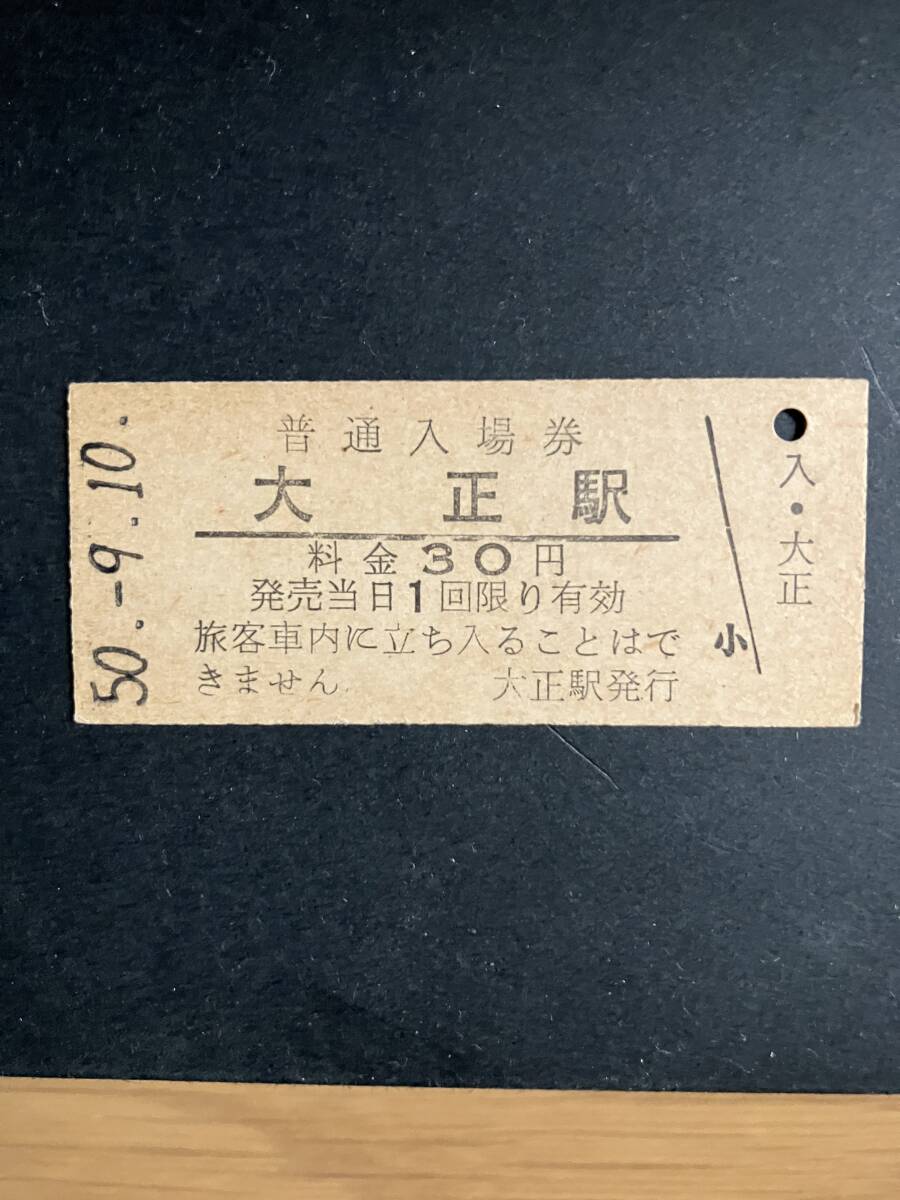 普通入場券
大正駅
料金30円
発売当日1回限り有効
旅客車内に立ち入ることはで
きません 大正駅発行
50.-9.10.
小
入・大正